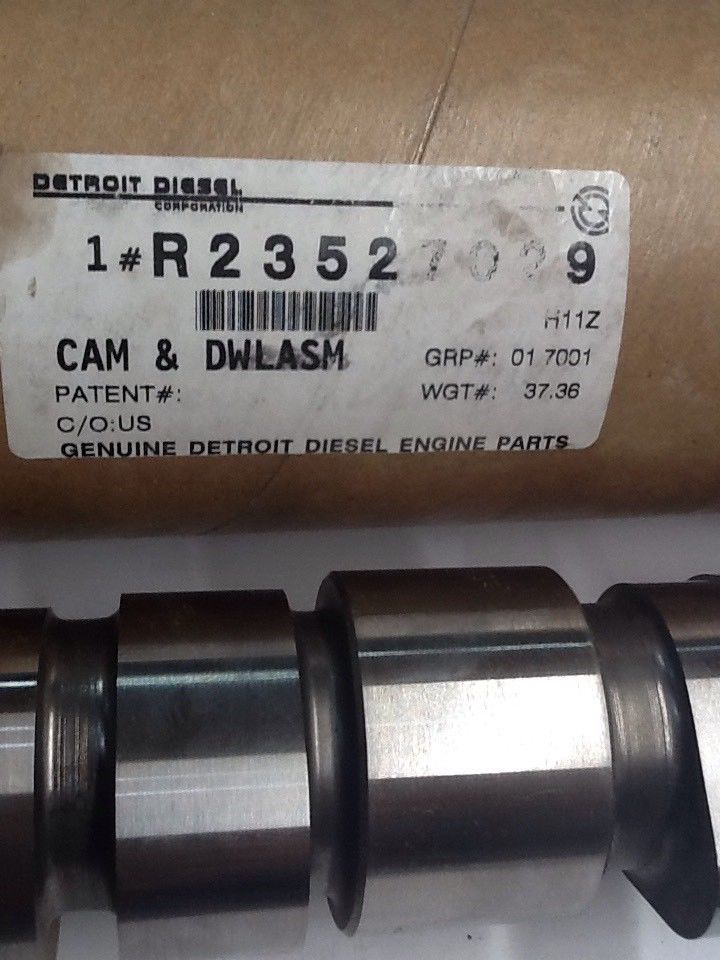 DETROIT DIESEL
CORPORATION
1#
H11Z
CAM & DWLASM
GRP#: 01 7001
PATENT#:
WGT#: 37.36
C/O:US
GENUINE DETROIT DIESEL ENGINE PARTS